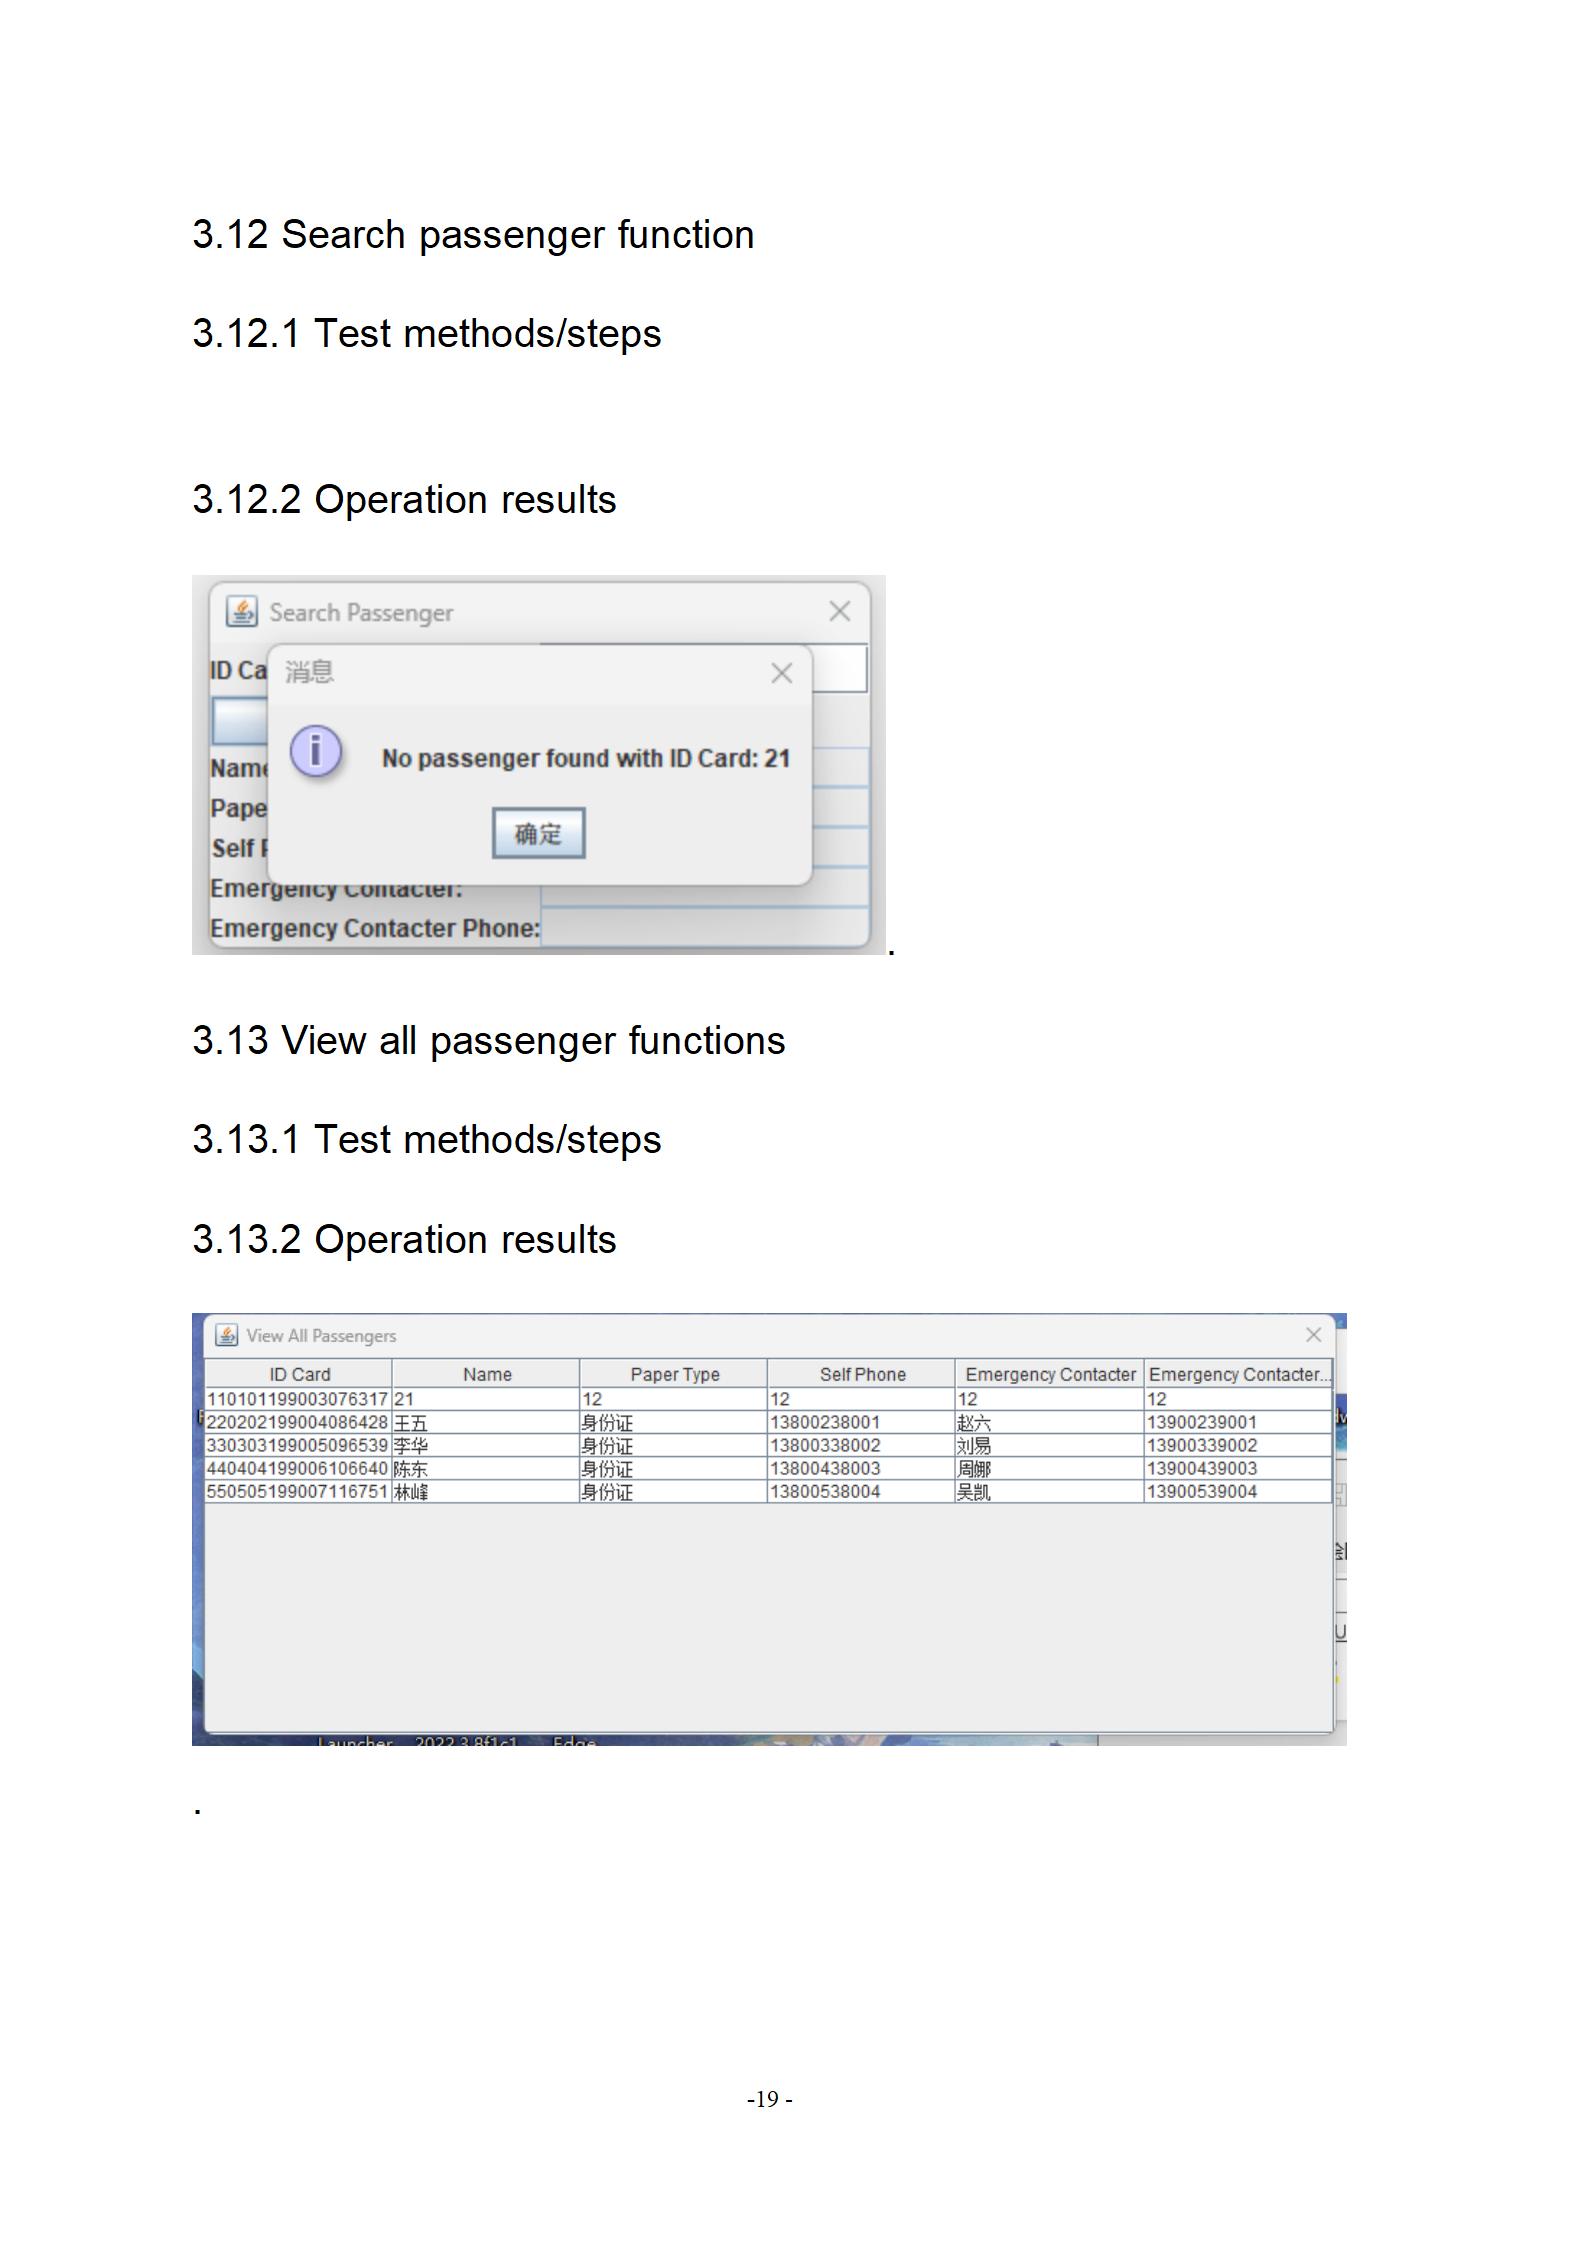 3.12 Search passenger function
3.12.1 Test methods/steps
3.12.2 Operation results
Search Passenger
ID Ca
消息
No passenger found with ID Card: 21
Name
Pape
Self P
确定
Emergency Contacter:
Emergency Contacter Phone:
.
3.13 View all passenger functions
3.13.1 Test methods/steps
3.13.2 Operation results
View All Passengers
ID Card Name Paper Type Self Phone Emergency Contacter Emergency Contacter...
110101199003076317 21 12 12 12 12
220202199004086428 王五 身份证 13800238001 赵六 13900239001
330303199005096539 李华 身份证 13800338002 刘易 13900339002
440404199006106640 陈东 身份证 13800438003 周娜 13900439003
550505199007116751 林峰 身份证 13800538004 吴凯 13900539004
Launcher 2022.3.8f1c1 Edge
.
-19 -